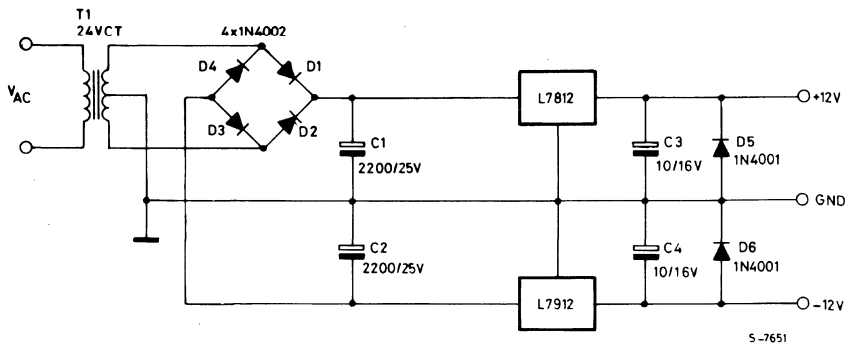 T1
24VCT
4x1N4002
D4
D1
VAC
L7812
+12V
D3
D2
C1
2200/25V
C3
10/16V
D5
1N4001
GND
C2
2200/25V
C4
10/16V
D6
1N4001
L7912
-12V
S-7651